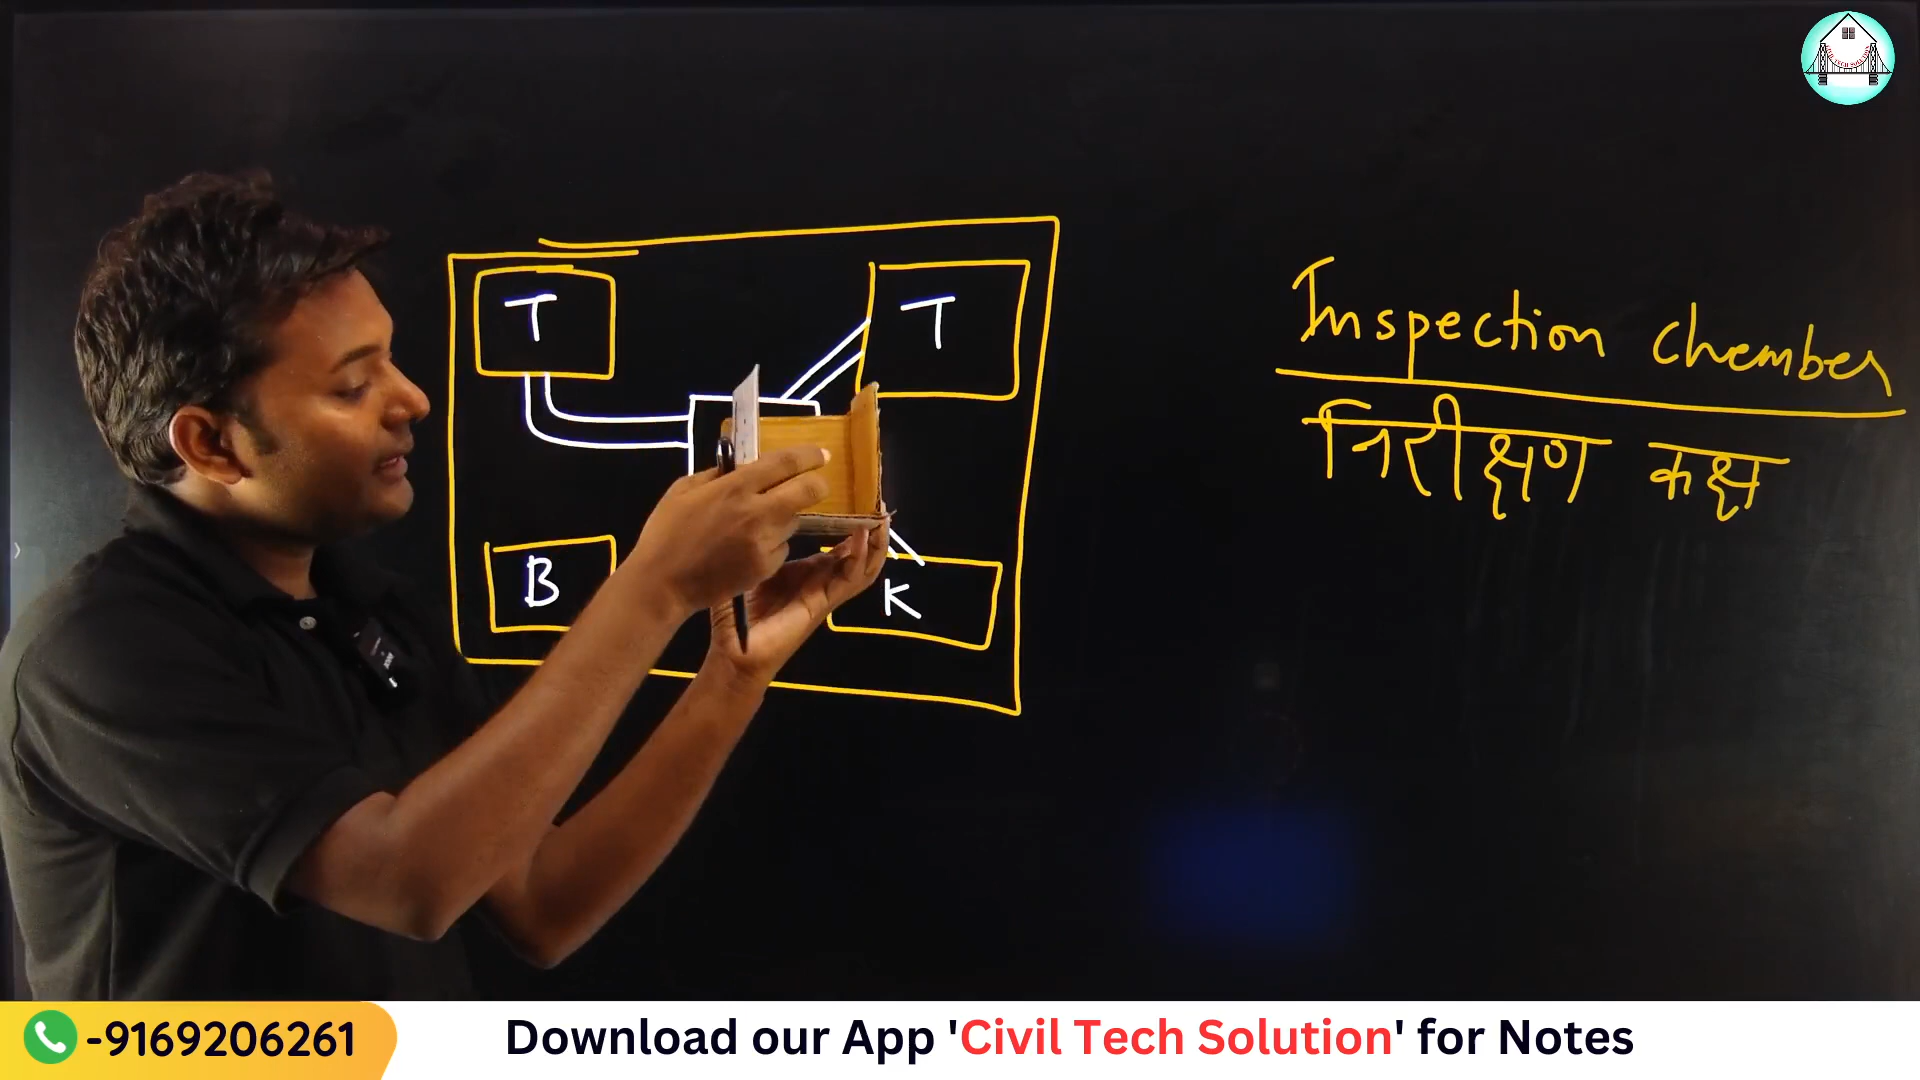 T
T
B
K
Inspection Chember
निरीक्षण कक्ष
-9169206261
Download our App 'Civil Tech Solution' for Notes